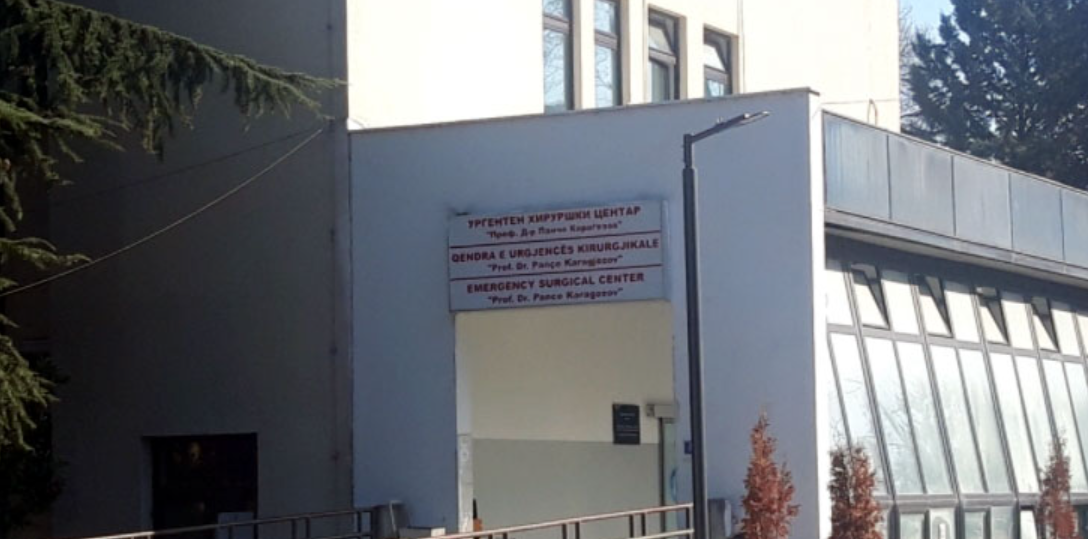 УРГЕНТЕН ХИРУРШКИ ЦЕНТАР
"Проф. Д-р Панче Караѓозов"
QENDRA E URGJENCËS KIRURGJIKALE
"Prof. Dr. Pançe Karagjozov"
EMERGENCY SURGICAL CENTER
"Prof. Dr. Pance Karagozov"